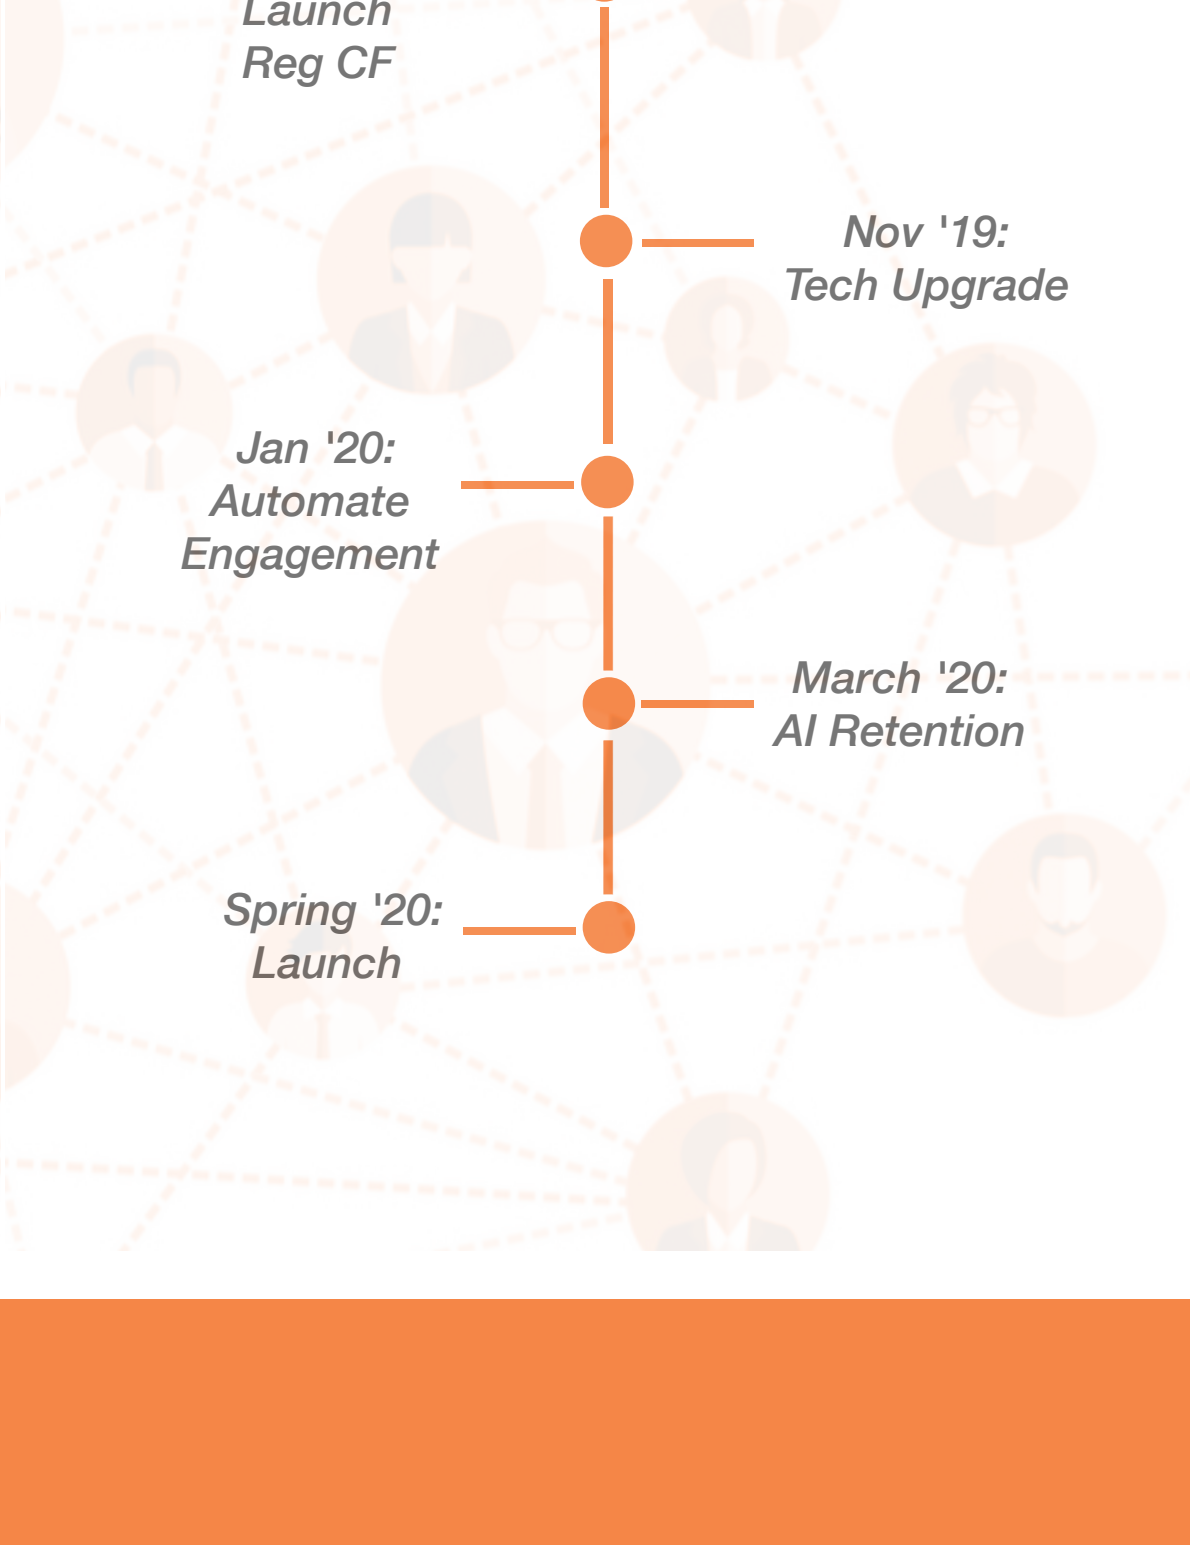 Launch
Reg CF
Nov '19:
Tech Upgrade
Jan '20:
Automate
Engagement
March '20:
AI Retention
Spring '20:
Launch